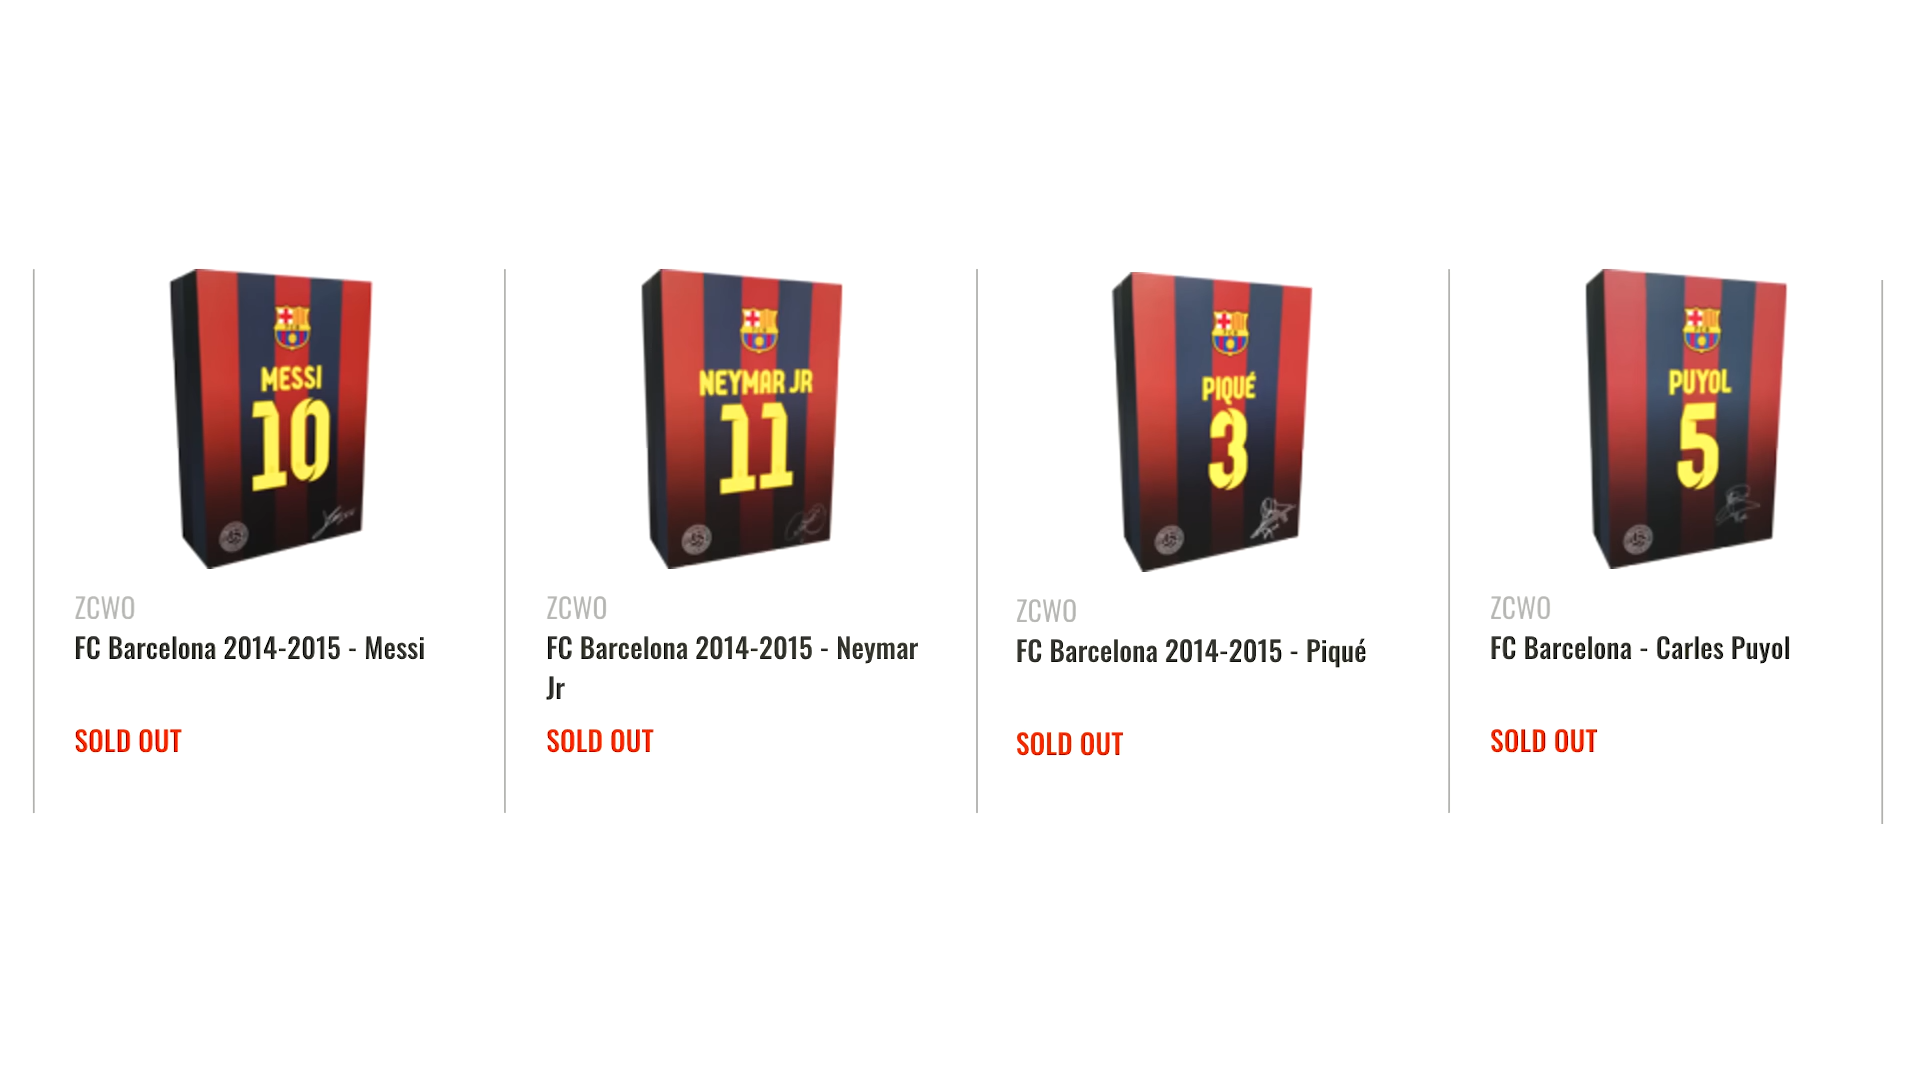 MESSI
10
ZCWO
FC Barcelona 2014-2015 - Messi
SOLD OUT
NEYMAR JR
11
ZCWO
FC Barcelona 2014-2015 - Neymar
Jr
SOLD OUT
PIQUÉ
3
ZCWO
FC Barcelona 2014-2015 - Piqué
SOLD OUT
PUYOL
5
ZCWO
FC Barcelona - Carles Puyol
SOLD OUT